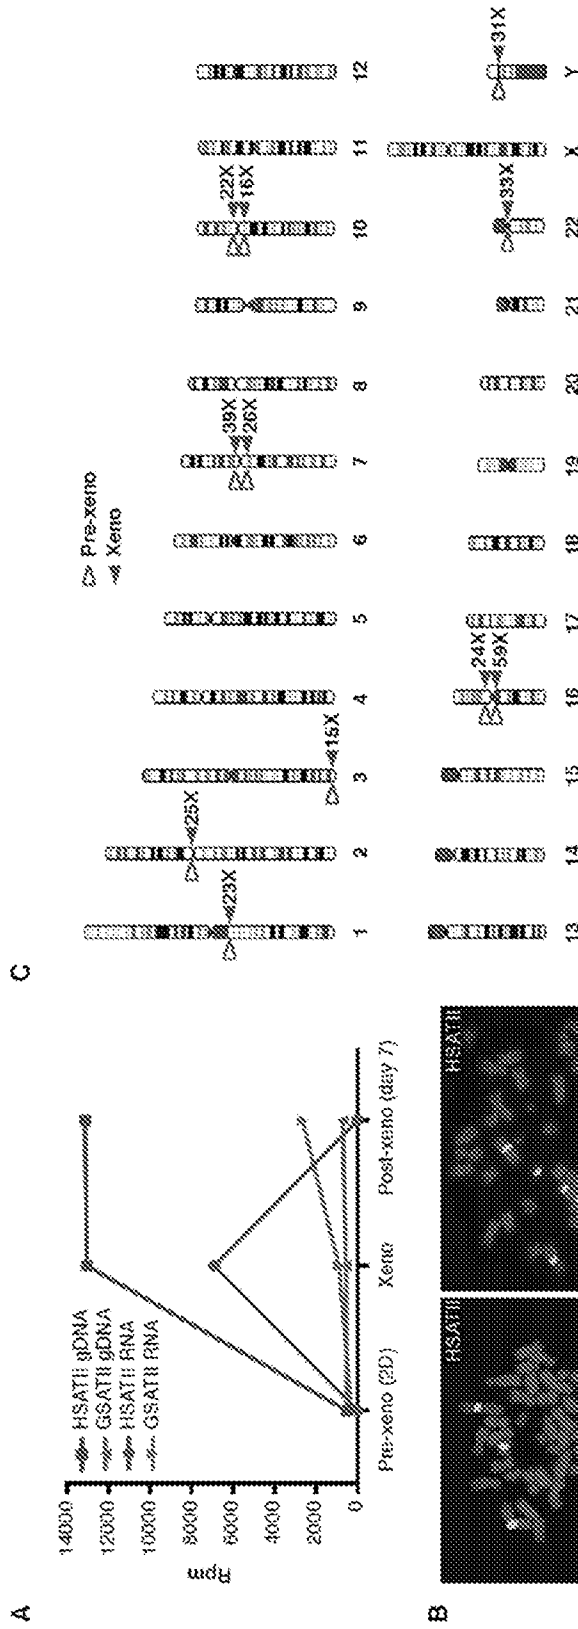 A
Rpm
14000
12000
10000
8000
6000
4000
2000
0
HSATII gDNA
GSATII gDNA
HSATII RNA
GSATII RNA
Pre-xeno (2D)
Xeno
Post-xeno (day 7)
B
HSATII
HSATII
C
Pre-xeno
Xeno
23X
25X
15X
39X
26X
22X
16X
1
2
3
4
5
6
7
8
9
10
11
12
24X
59X
33X
31X
13
14
15
16
17
18
19
20
21
22
X
Y